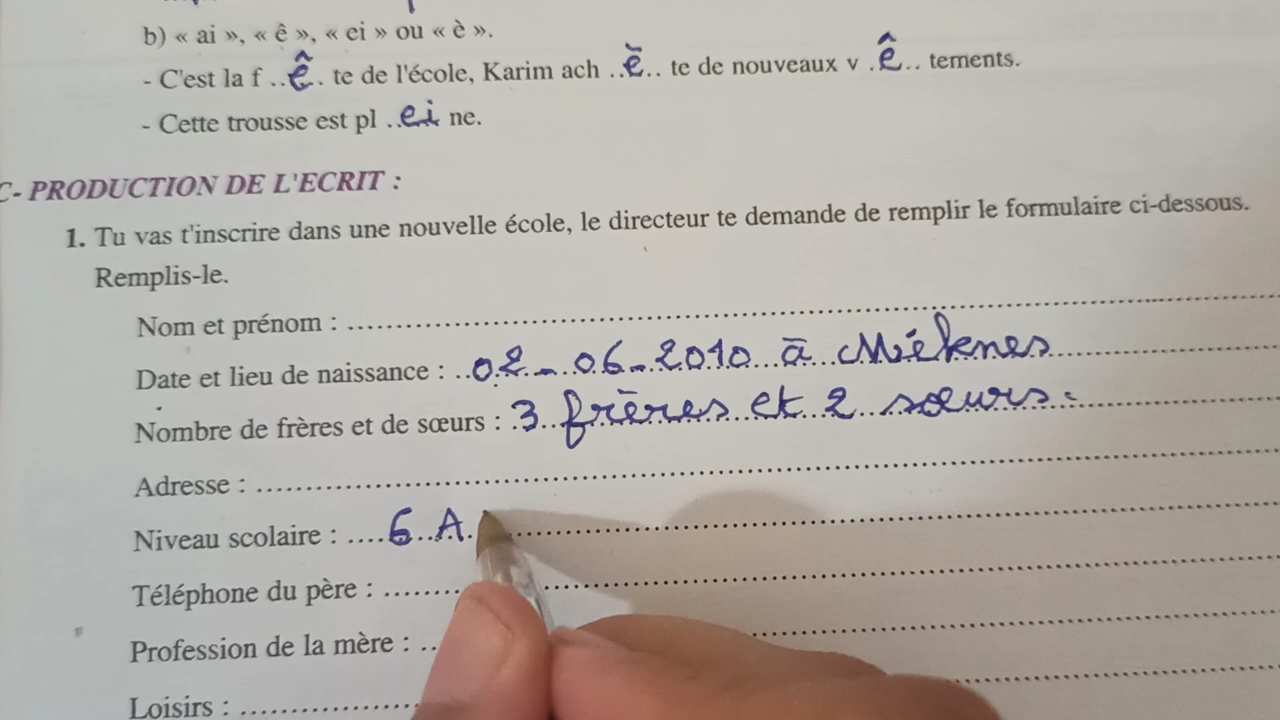 b) « ai », « ê », « ei » ou « è ».
- C'est la f ..ê.. te de l'école, Karim ach ..è.. te de nouveaux v .ê.. tements.
- Cette trousse est pl ..ei ne.
C- PRODUCTION DE L'ECRIT :
1. Tu vas t'inscrire dans une nouvelle école, le directeur te demande de remplir le formulaire ci-dessous.
Remplis-le.
Nom et prénom :
Date et lieu de naissance : 02-06-2010 à Méknes
Nombre de frères et de sœurs : 3 frères et 2 sœurs.
Adresse :
Niveau scolaire : 6 A
Téléphone du père :
Profession de la mère :
Loisirs :